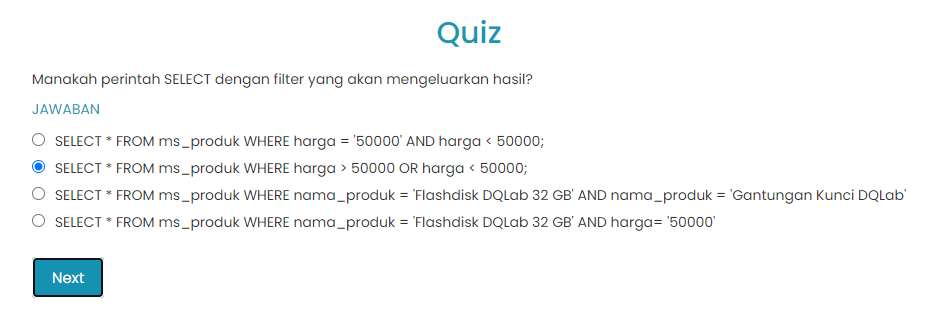 Quiz
Manakah perintah SELECT dengan filter yang akan mengeluarkan hasil?
JAWABAN
SELECT * FROM ms_produk WHERE harga = '50000' AND harga < 50000;
SELECT * FROM ms_produk WHERE harga > 50000 OR harga < 50000;
SELECT * FROM ms_produk WHERE nama_produk = 'Flashdisk DQLab 32 GB' AND nama_produk = 'Gantungan Kunci DQLab'
SELECT * FROM ms_produk WHERE nama_produk = 'Flashdisk DQLab 32 GB' AND harga= '50000'
Next